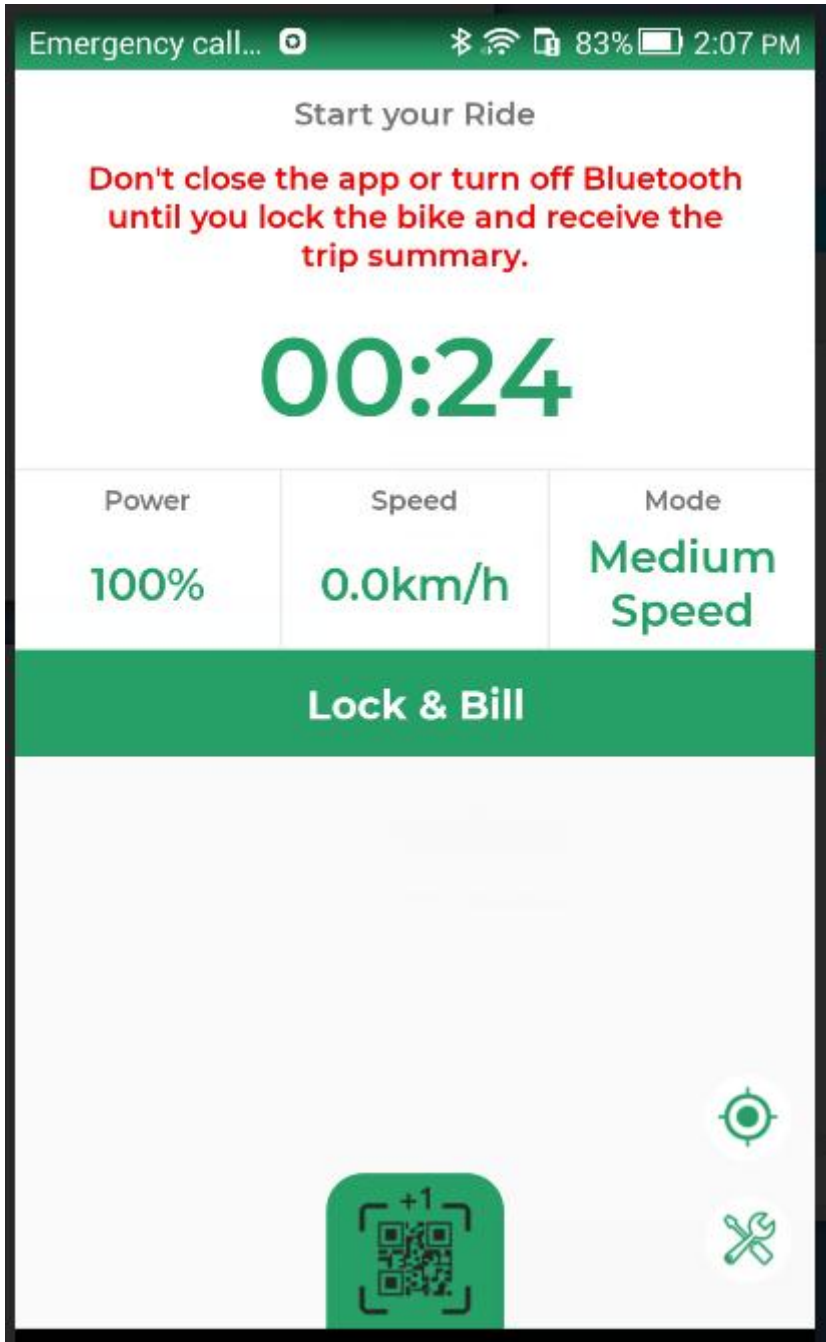 Emergency call... 83% 2:07 PM
Start your Ride
Don't close the app or turn off Bluetooth
until you lock the bike and receive the
trip summary.
00:24
Power Speed Mode
100% 0.0km/h Medium
Speed
Lock & Bill
+1